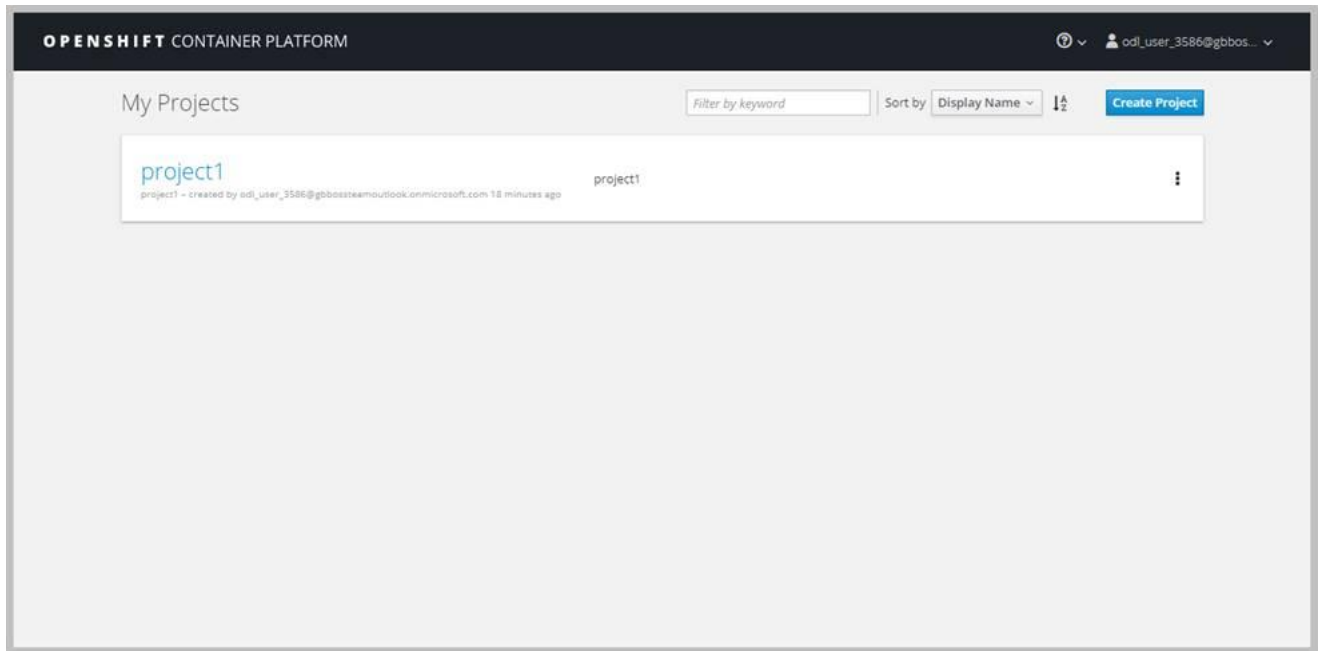 OPENSHIFT CONTAINER PLATFORM
odl_user_3586@gbbos...
My Projects
Filter by keyword
Sort by
Display Name
Create Project
project1
project1
project1 – created by odl_user_3586@gbbossteamoutlook.onmicrosoft.com 18 minutes ago